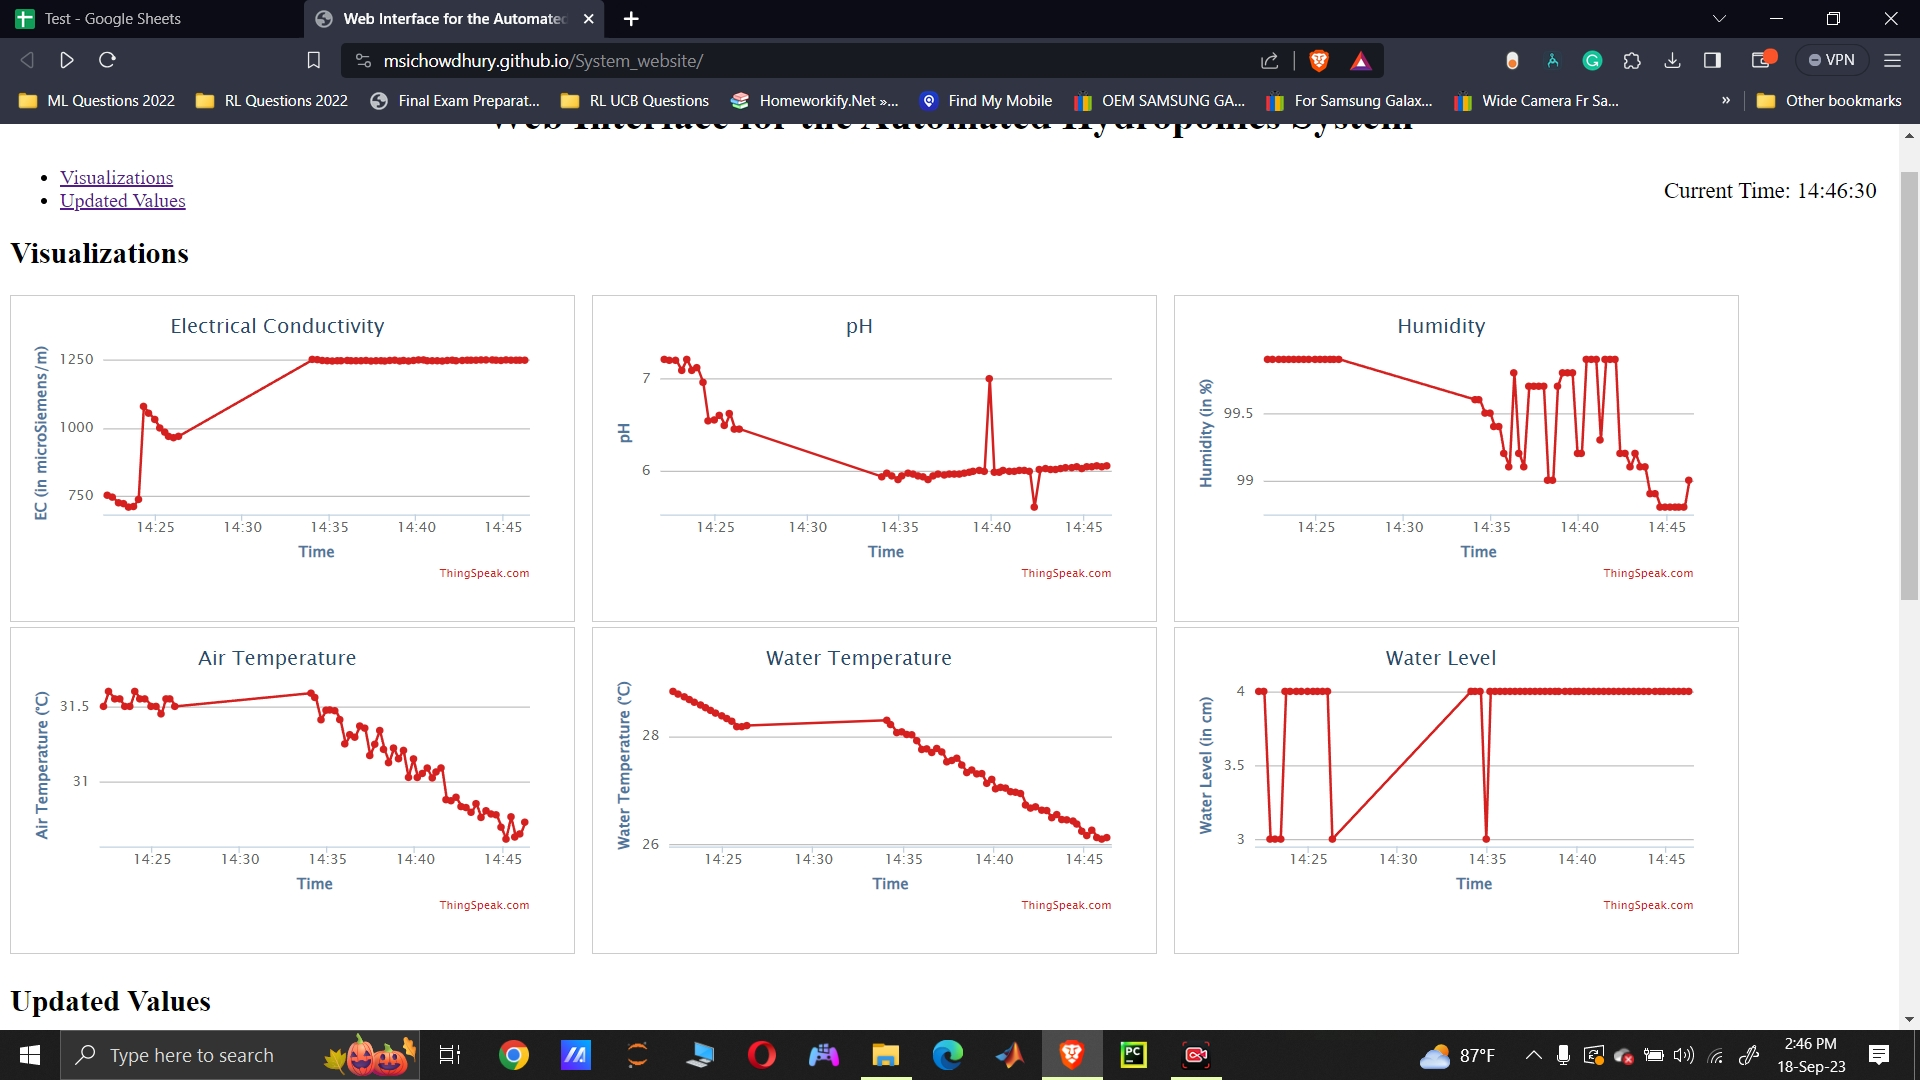 Test - Google Sheets
Web Interface for the Automated
msichowdhury.github.io/System_website/
VPN
ML Questions 2022
RL Questions 2022
Final Exam Preparat...
RL UCB Questions
Homeworkify.Net »...
Find My Mobile
OEM SAMSUNG GA...
For Samsung Galax...
Wide Camera Fr Sa...
»
Other bookmarks
Web Interface for the Automated Hydroponics System
• Visualizations
• Updated Values
Current Time: 14:46:30
Visualizations
Electrical Conductivity
EC (in microSiemens/m)
1250
1000
750
14:25 14:30 14:35 14:40 14:45
Time
ThingSpeak.com
pH
pH
7
6
14:25 14:30 14:35 14:40 14:45
Time
ThingSpeak.com
Humidity
Humidity (in %)
99.5
99
14:25 14:30 14:35 14:40 14:45
Time
ThingSpeak.com
Air Temperature
Air Temperature (°C)
31.5
31
14:25 14:30 14:35 14:40 14:45
Time
ThingSpeak.com
Water Temperature
Water Temperature (°C)
28
26
14:25 14:30 14:35 14:40 14:45
Time
ThingSpeak.com
Water Level
Water Level (in cm)
4
3.5
3
14:25 14:30 14:35 14:40 14:45
Time
ThingSpeak.com
Updated Values
Type here to search
PC
87°F
2:46 PM
18-Sep-23